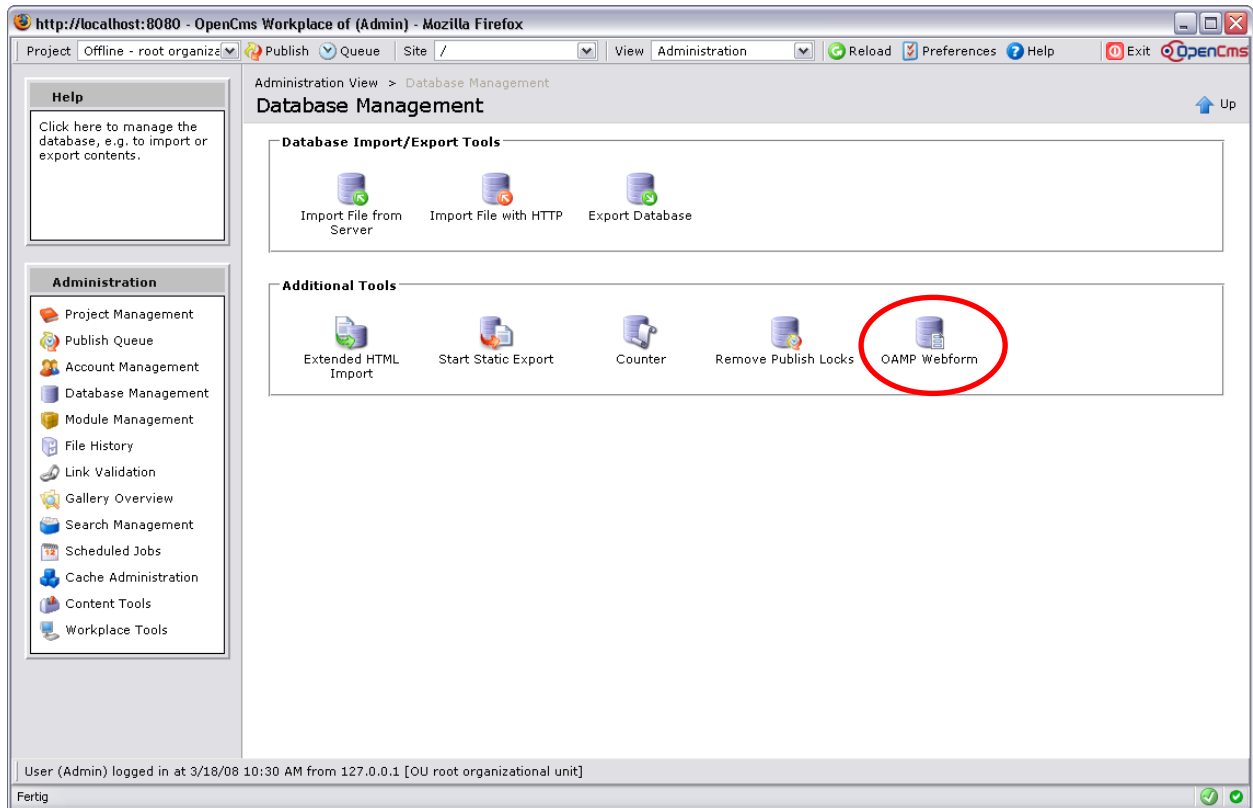 http://localhost:8080 - OpenCms Workplace of (Admin) - Mozilla Firefox
Project Offline - root organiza Publish Queue Site / View Administration Reload Preferences Help Exit OpenCms
Help
Click here to manage the
database, e.g. to import or
export contents.
Administration
Project Management
Publish Queue
Account Management
Database Management
Module Management
File History
Link Validation
Gallery Overview
Search Management
12 Scheduled Jobs
Cache Administration
Content Tools
Workplace Tools
Administration View > Database Management
Database Management
Up
Database Import/Export Tools
Import File from
Server
Import File with HTTP
Export Database
Additional Tools
Extended HTML
Import
Start Static Export
Counter
Remove Publish Locks
OAMP Webform
User (Admin) logged in at 3/18/08 10:30 AM from 127.0.0.1 [OU root organizational unit]
Fertig